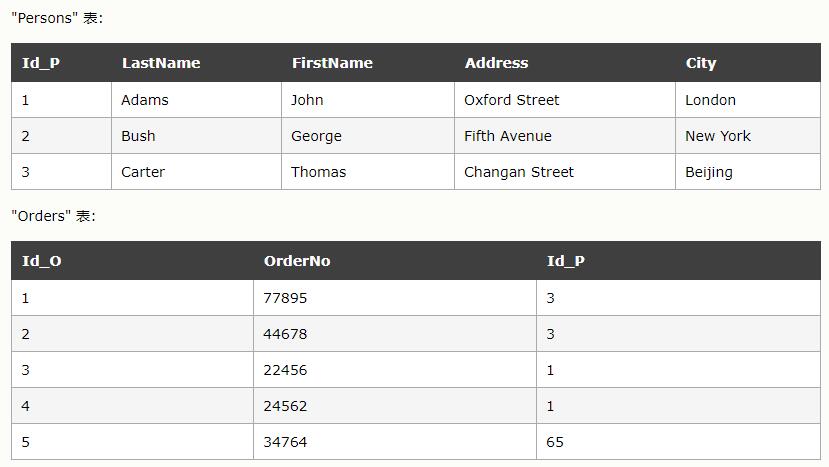 "Persons" 表:
Id_P LastName FirstName Address City
1 Adams John Oxford Street London
2 Bush George Fifth Avenue New York
3 Carter Thomas Changan Street Beijing
"Orders" 表:
Id_O OrderNo Id_P
1 77895 3
2 44678 3
3 22456 1
4 24562 1
5 34764 65